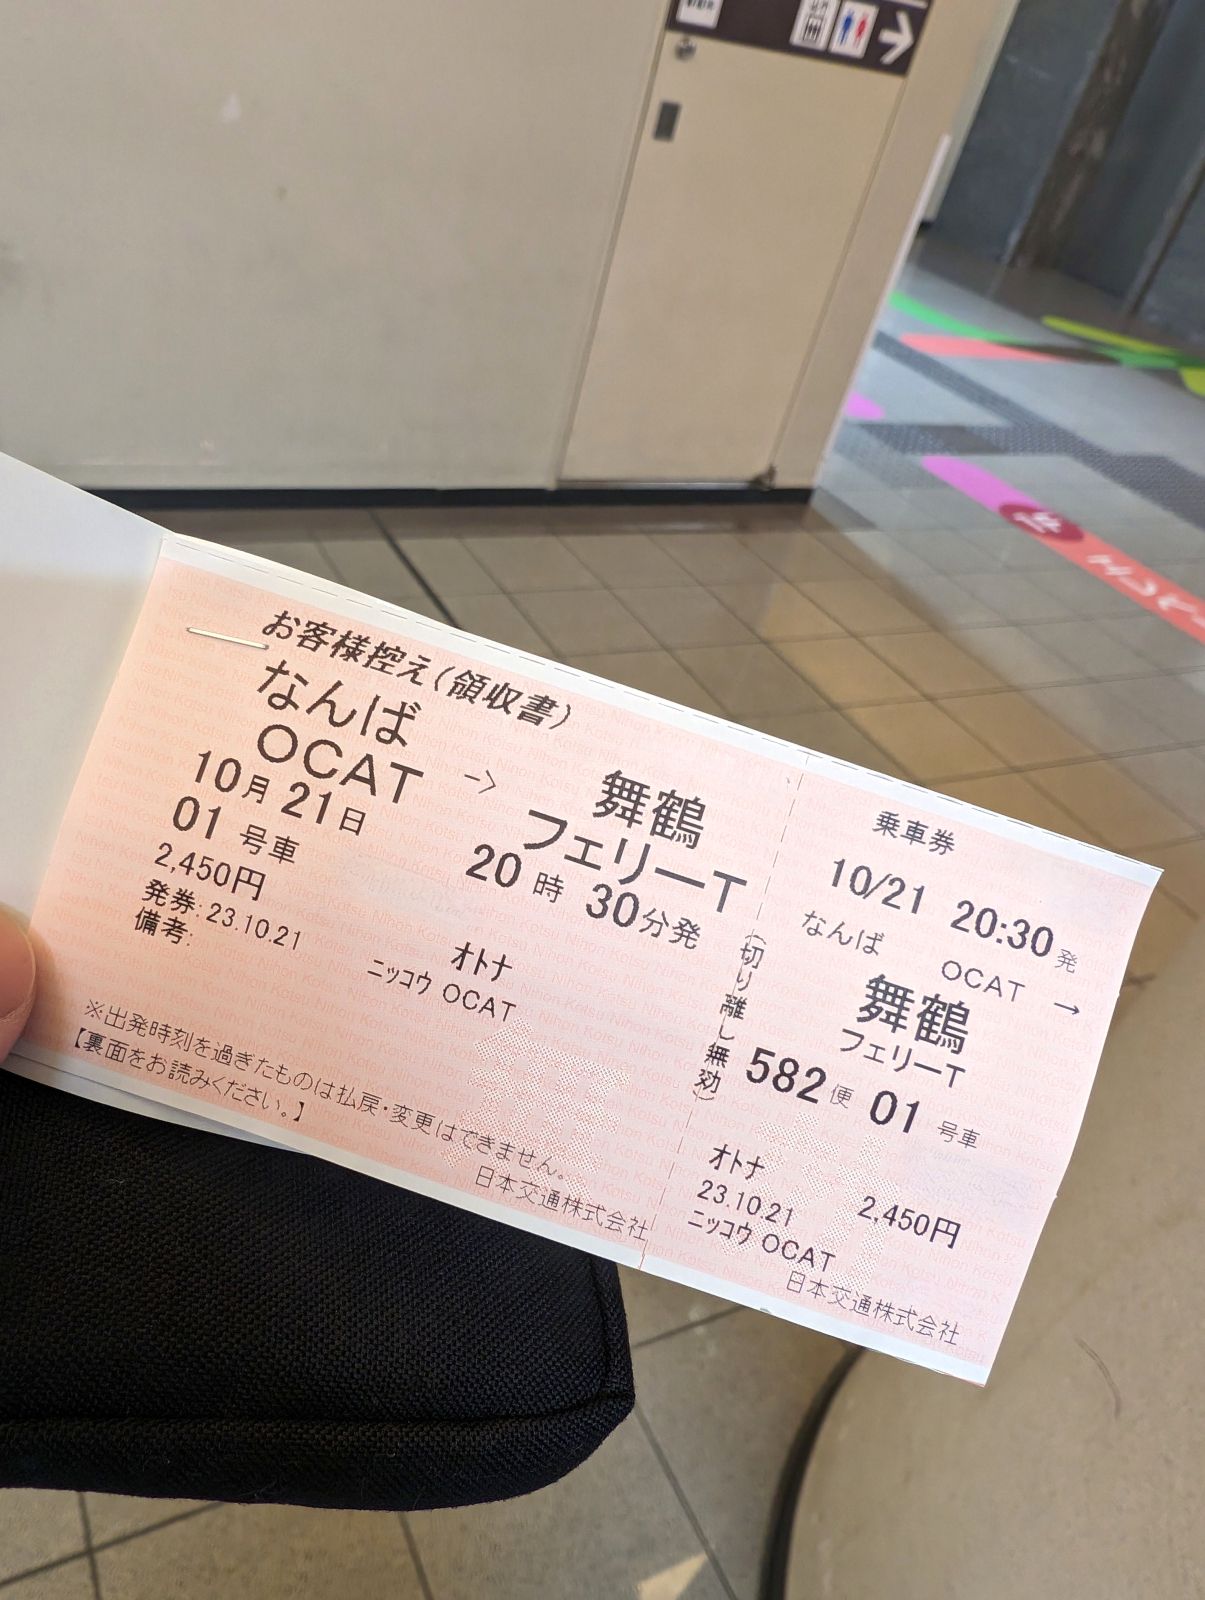 お客様控え(領収書)
なんば
OCAT → 舞鶴
フェリーT
10月21日 20時30分発
01号車
2,450円
発券:23.10.21 オトナ
備考: ニッコウ OCAT
※出発時刻を過ぎたものは払戻・変更はできません。
【裏面をお読みください。】
日本交通株式会社
(切り離し無効)
乗車券
10/21 20:30発
なんば
OCAT →
舞鶴
フェリーT
582便 01号車
オトナ
23.10.21 2,450円
ニッコウ OCAT
日本交通株式会社